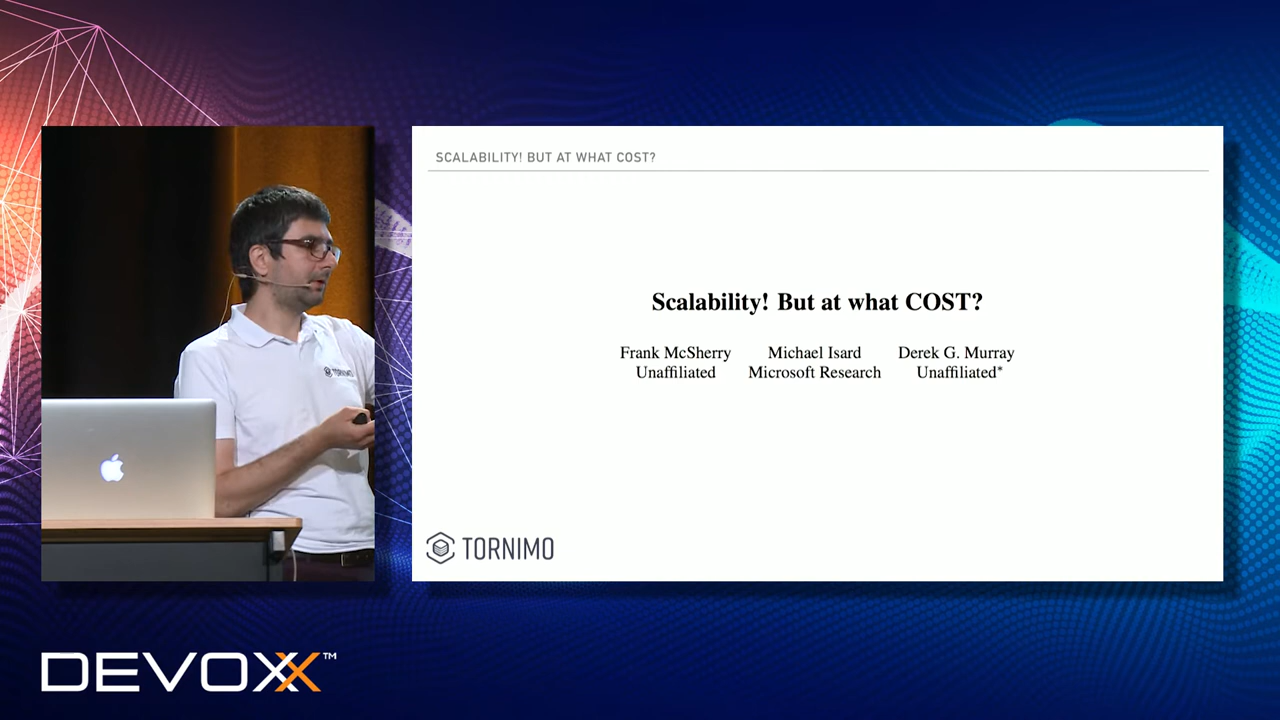 SCALABILITY! BUT AT WHAT COST?
Scalability! But at what COST?
Frank McSherry Michael Isard Derek G. Murray
Unaffiliated Microsoft Research Unaffiliated*
TORNIMO
TORNIMO
DEVOXX™